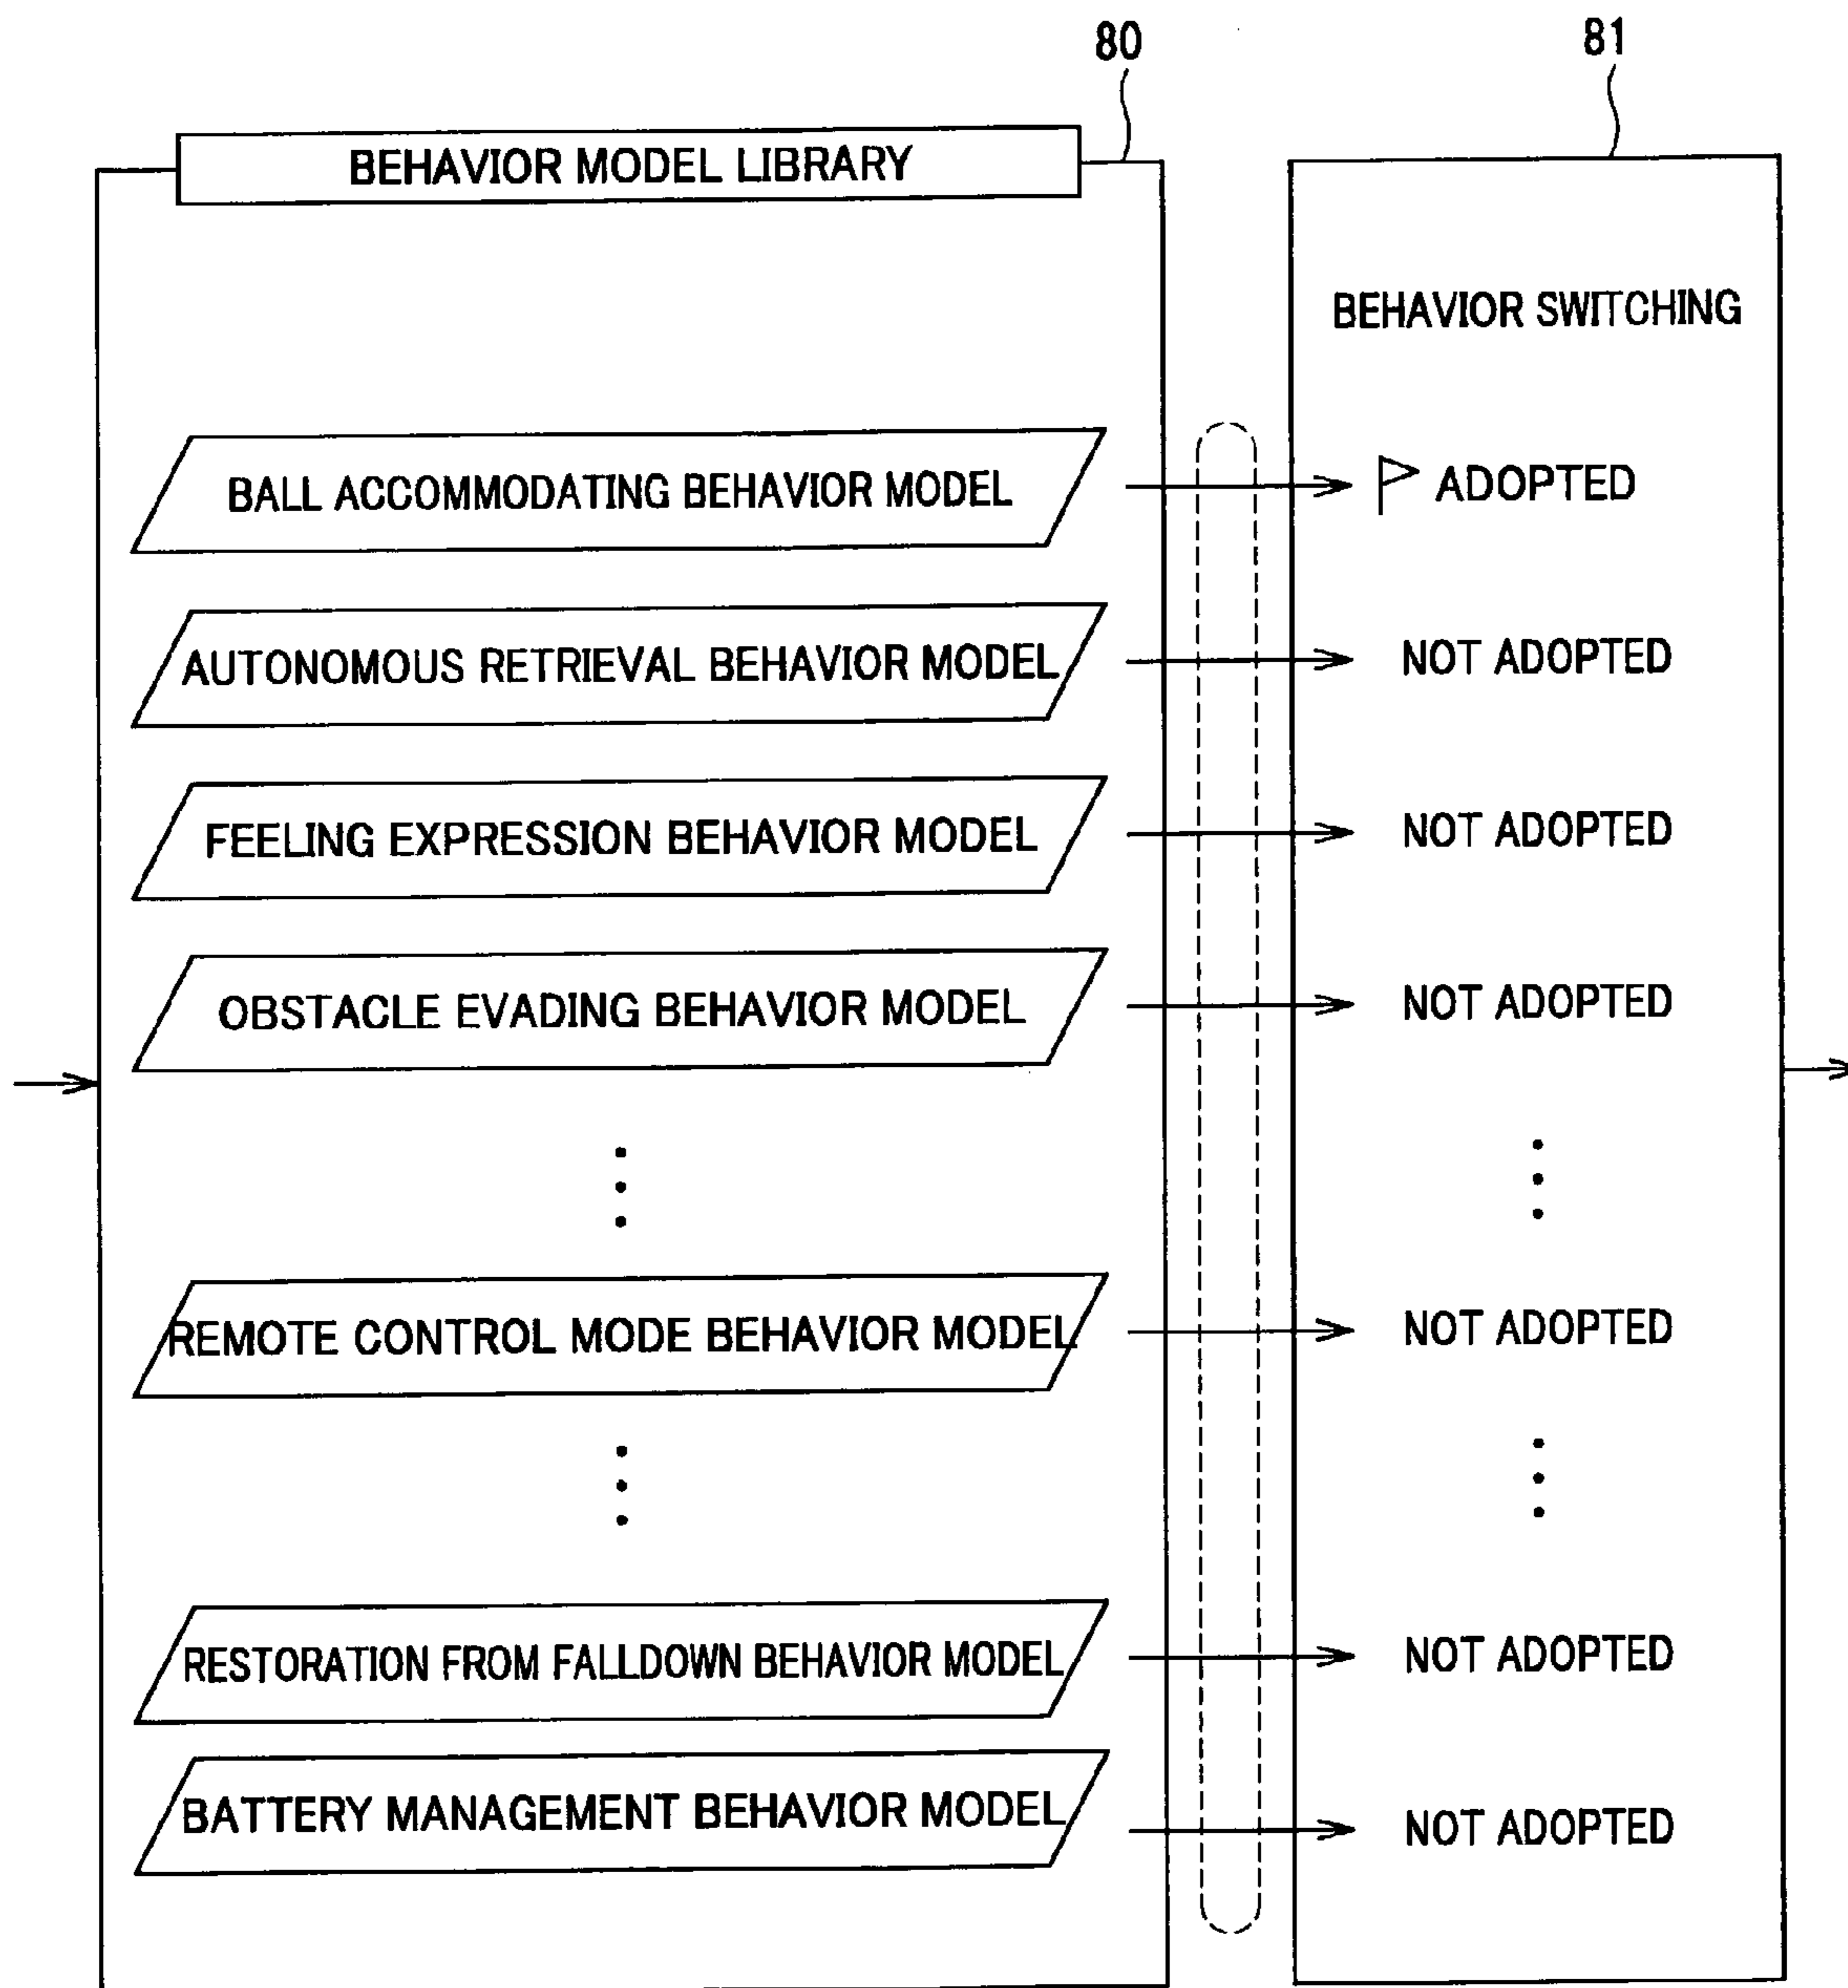 80
81
BEHAVIOR MODEL LIBRARY
BEHAVIOR SWITCHING
BALL ACCOMMODATING BEHAVIOR MODEL
ADOPTED
AUTONOMOUS RETRIEVAL BEHAVIOR MODEL
NOT ADOPTED
FEELING EXPRESSION BEHAVIOR MODEL
NOT ADOPTED
OBSTACLE EVADING BEHAVIOR MODEL
NOT ADOPTED
REMOTE CONTROL MODE BEHAVIOR MODEL
NOT ADOPTED
RESTORATION FROM FALLDOWN BEHAVIOR MODEL
NOT ADOPTED
BATTERY MANAGEMENT BEHAVIOR MODEL
NOT ADOPTED